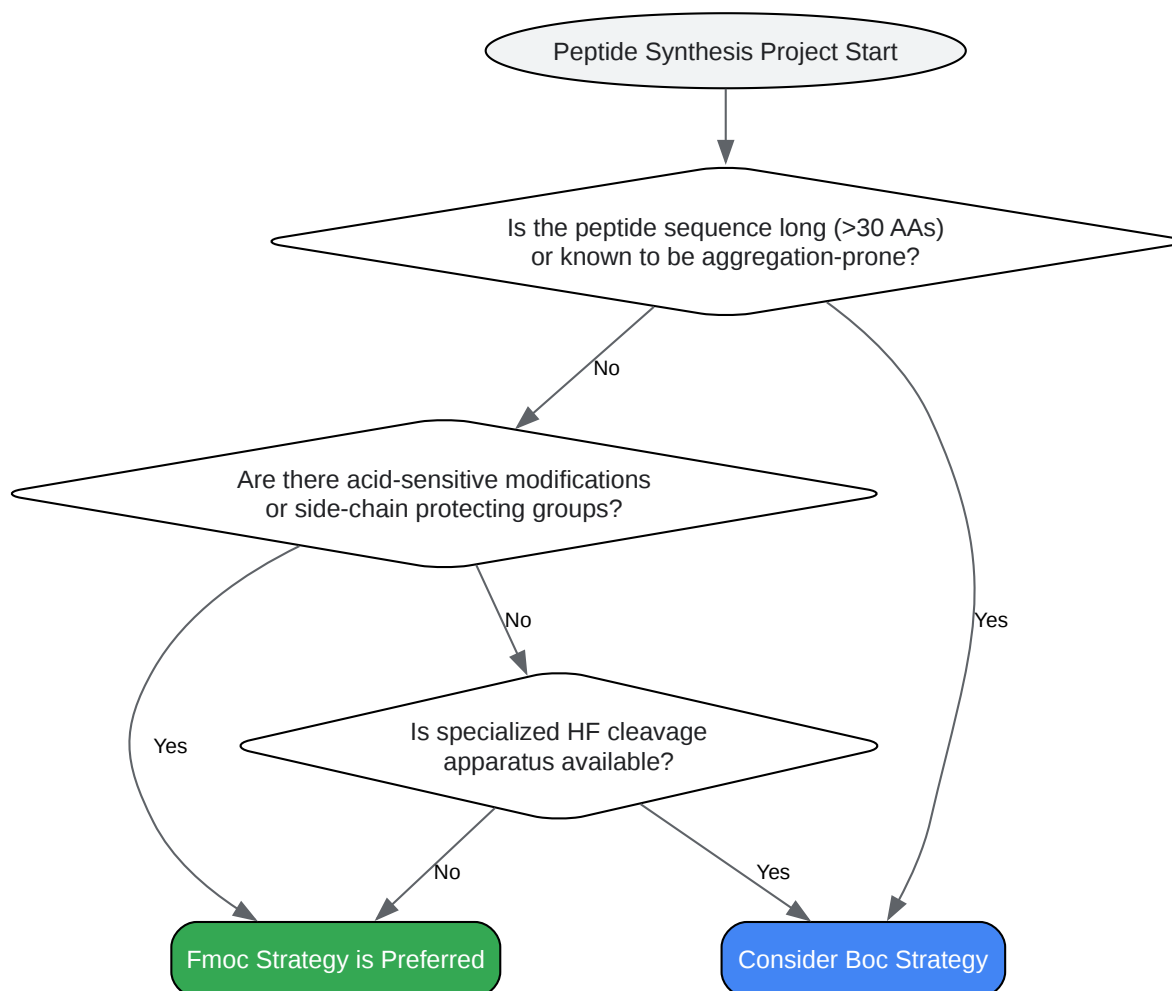 Peptide Synthesis Project Start
Is the peptide sequence long (>30 AAs)
or known to be aggregation-prone?
No
Are there acid-sensitive modifications
or side-chain protecting groups?
No
Yes
Is specialized HF cleavage
apparatus available?
Yes
No
Yes
Fmoc Strategy is Preferred
Consider Boc Strategy